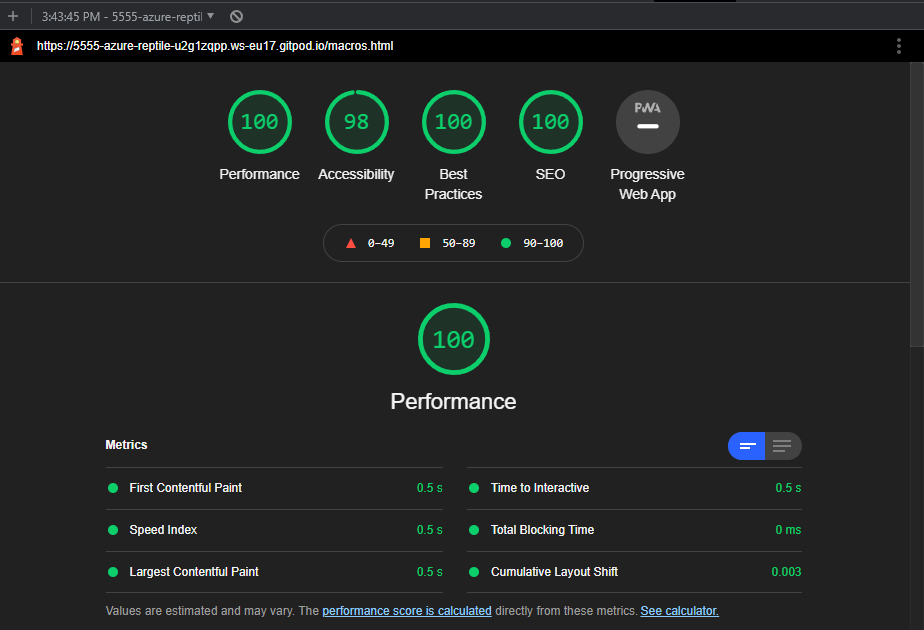 3:43:45 PM - 5555-azure-reptil
https://5555-azure-reptile-u2g1zqpp.ws-eu17.gitpod.io/macros.html
100 98 100 100 PWA
Performance Accessibility Best Practices SEO Progressive Web App
0–49 50–89 90–100
100
Performance
Metrics
First Contentful Paint 0.5 s
Time to Interactive 0.5 s
Speed Index 0.5 s
Total Blocking Time 0 ms
Largest Contentful Paint 0.5 s
Cumulative Layout Shift 0.003
Values are estimated and may vary. The performance score is calculated directly from these metrics. See calculator.